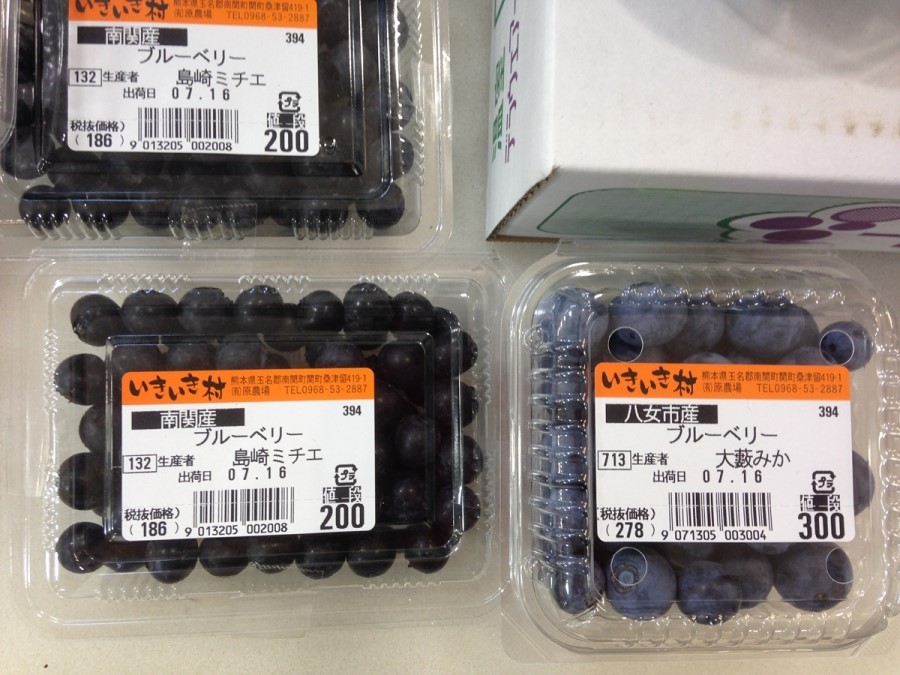 いきいき村 熊本県玉名郡南関町関町桑津留419-1
㈲原農場 TEL0968-53-2887
南関産 394
ブルーベリー
132 生産者 島崎ミチエ
出荷日 07.16
税抜価格) 値段
(186) 9 013205 002008 200
いきいき村 熊本県玉名郡南関町関町桑津留419-1
㈲原農場 TEL0968-53-2887
南関産 394
ブルーベリー
132 生産者 島崎ミチエ
出荷日 07.16
税抜価格) 値段
(186) 9 013205 002008 200
いきいき村 熊本県玉名郡南関町関町桑津留419-1
㈲原農場 TEL0968-53-2887
八女市産 394
ブルーベリー
713 生産者 大藪みか
出荷日 07.16
(税抜価格) 値段
(278) 9 071305 003004 300